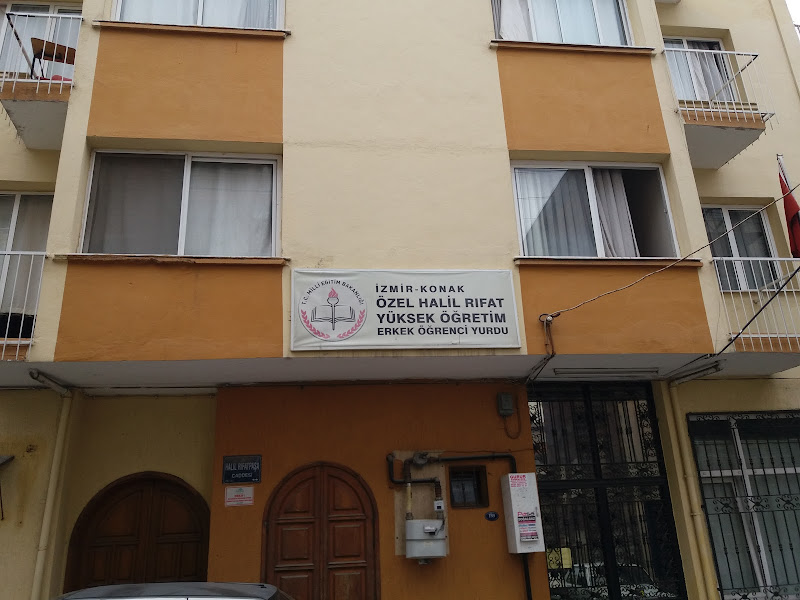 T.C. MİLLİ EĞİTİM BAKANLIĞI
İZMİR-KONAK
ÖZEL HALİL RIFAT
YÜKSEK ÖĞRETİM
ERKEK ÖĞRENCİ YURDU
HALİL RIFATPAŞA
CADDESİ